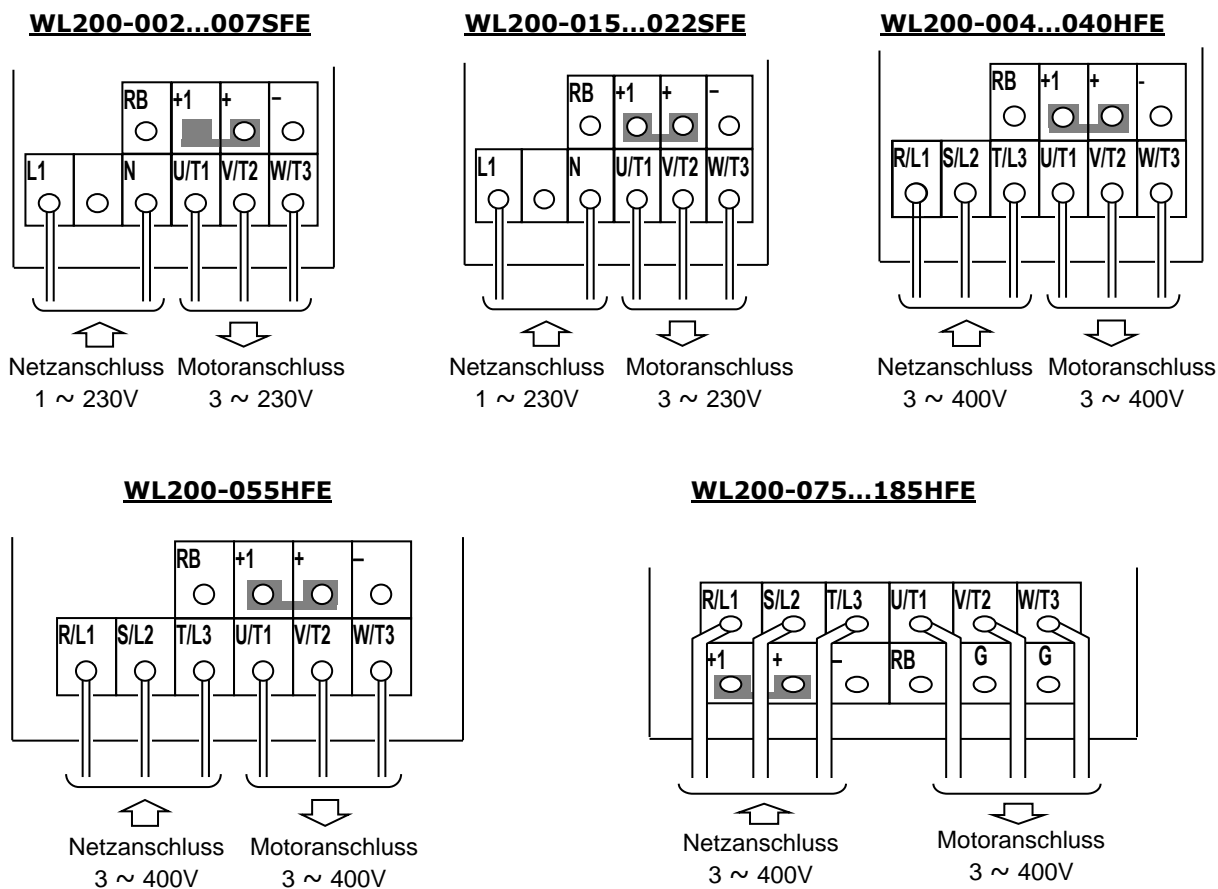 WL200-002...007SFE
RB +1 + –
L1 N U/T1 V/T2 W/T3
Netzanschluss Motoranschluss
1 ~ 230V 3 ~ 230V
WL200-015...022SFE
RB +1 + –
L1 N U/T1 V/T2 W/T3
Netzanschluss Motoranschluss
1 ~ 230V 3 ~ 230V
WL200-004...040HFE
RB +1 + -
R/L1 S/L2 T/L3 U/T1 V/T2 W/T3
Netzanschluss Motoranschluss
3 ~ 400V 3 ~ 400V
WL200-055HFE
RB +1 + –
R/L1 S/L2 T/L3 U/T1 V/T2 W/T3
Netzanschluss Motoranschluss
3 ~ 400V 3 ~ 400V
WL200-075...185HFE
R/L1 S/L2 T/L3 U/T1 V/T2 W/T3
+1 + – RB G G
Netzanschluss Motoranschluss
3 ~ 400V 3 ~ 400V